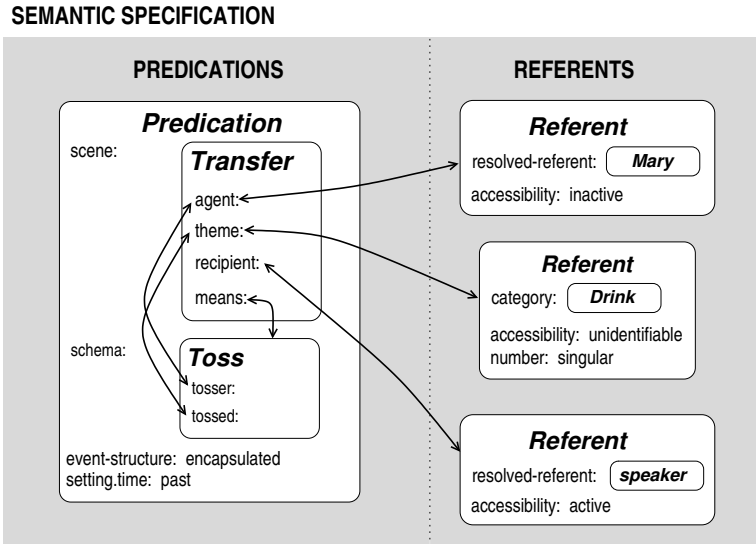 SEMANTIC SPECIFICATION
PREDICATIONS
Predication
scene:
Transfer
agent:
theme:
recipient:
means:
schema:
Toss
tosser:
tossed:
event-structure: encapsulated
setting.time: past
REFERENTS
Referent
resolved-referent: Mary
accessibility: inactive
Referent
category: Drink
accessibility: unidentifiable
number: singular
Referent
resolved-referent: speaker
accessibility: active